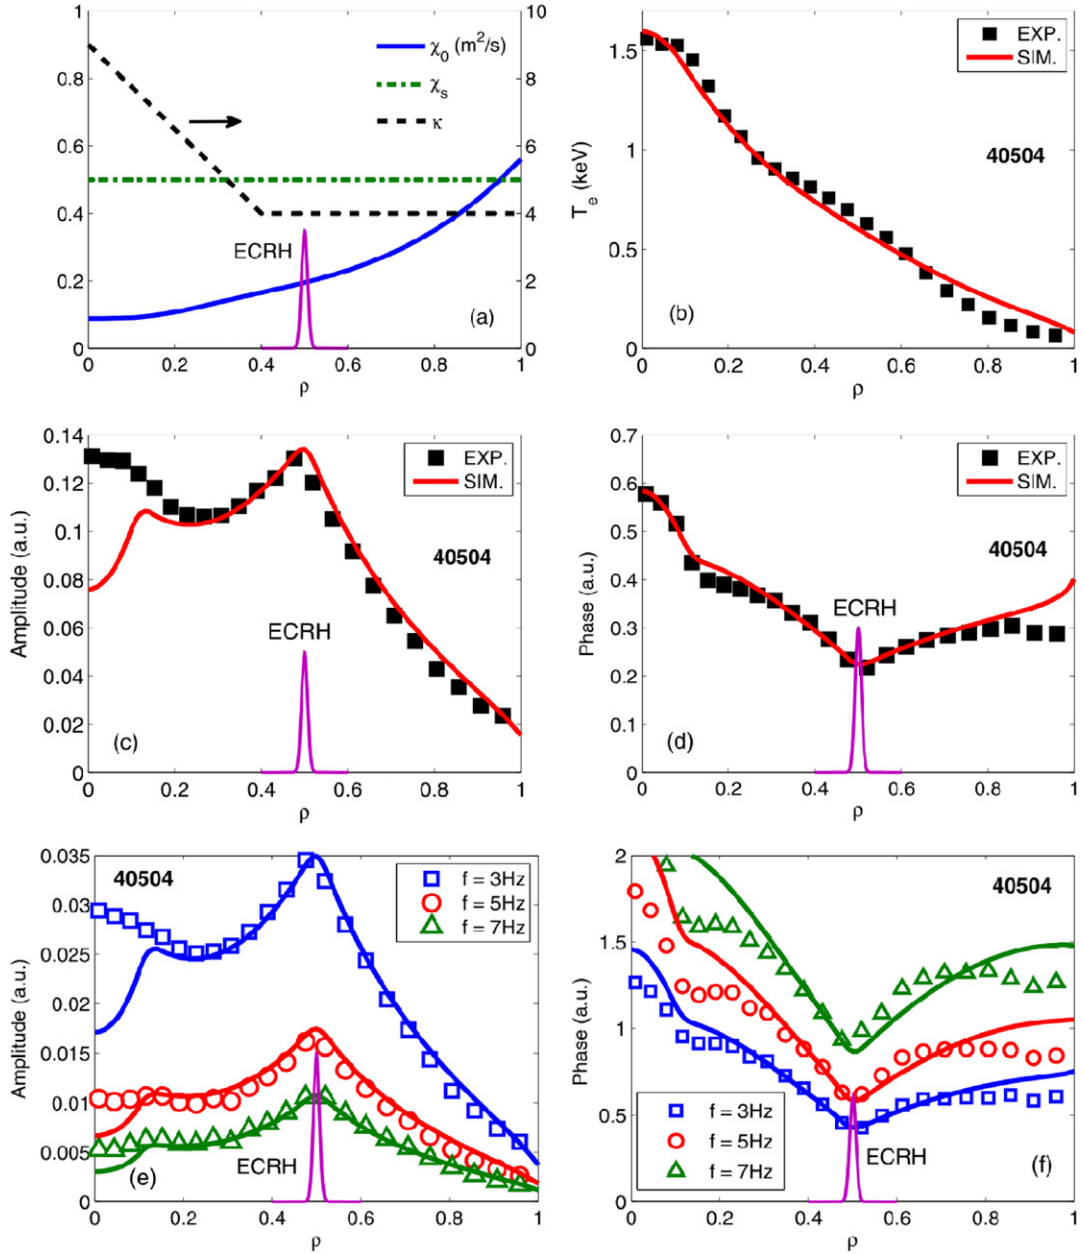 1
0.8
0.6
0.4
0.2
0
10
8
6
4
2
0
0 0.2 0.4 0.6 0.8 1
ρ
χ0 (m2/s)
χs
κ
ECRH
(a)
Te (keV)
1.5
1
0.5
0
0 0.2 0.4 0.6 0.8 1
ρ
EXP.
SIM.
40504
(b)
Amplitude (a.u.)
0.14
0.12
0.1
0.08
0.06
0.04
0.02
0
0 0.2 0.4 0.6 0.8 1
ρ
EXP.
SIM.
40504
ECRH
(c)
Phase (a.u.)
0.7
0.6
0.5
0.4
0.3
0.2
0.1
0
0 0.2 0.4 0.6 0.8 1
ρ
EXP.
SIM.
40504
ECRH
(d)
Amplitude (a.u.)
0.035
0.03
0.025
0.02
0.015
0.01
0.005
0
0 0.2 0.4 0.6 0.8 1
ρ
40504
f = 3Hz
f = 5Hz
f = 7Hz
ECRH
(e)
Phase (a.u.)
2
1.5
1
0.5
0
0 0.2 0.4 0.6 0.8 1
ρ
40504
f = 3Hz
f = 5Hz
f = 7Hz
ECRH
(f)